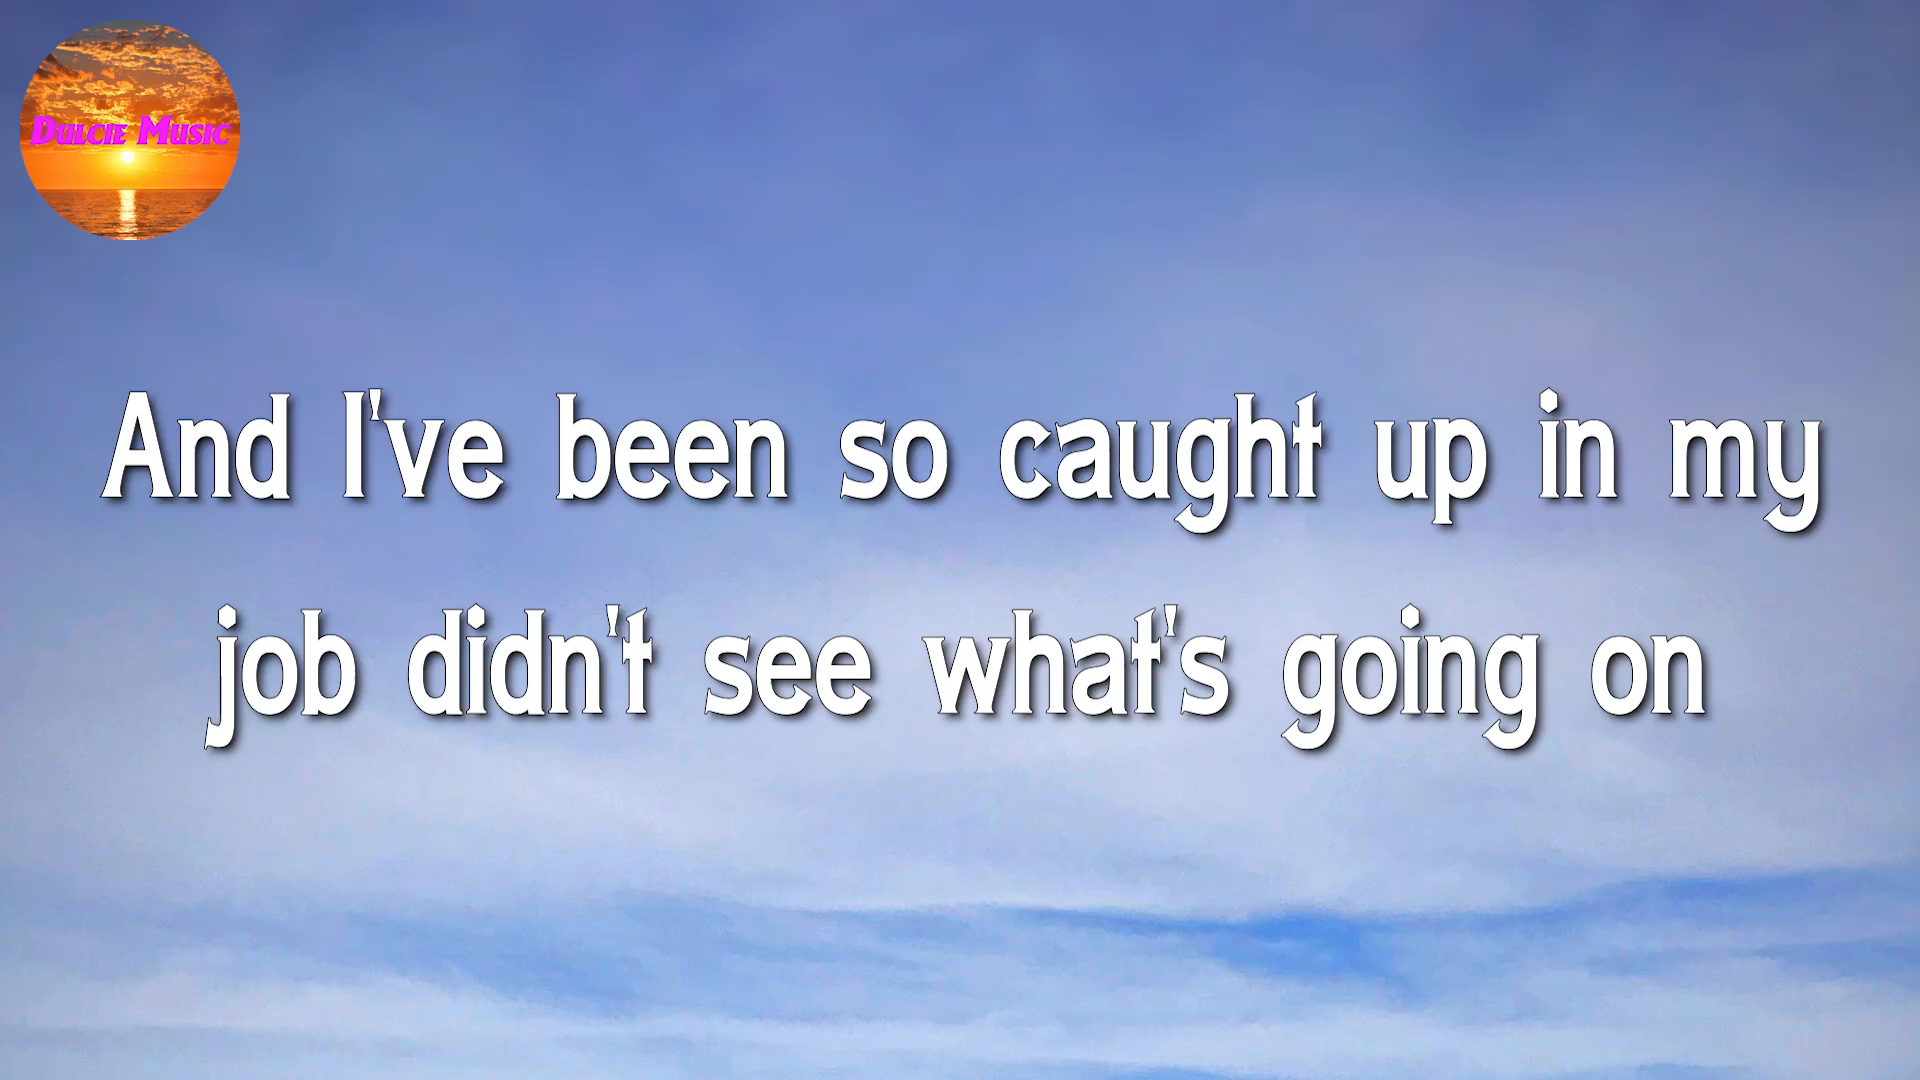 Dulcie Music
And I've been so caught up in my
job didn't see what's going on